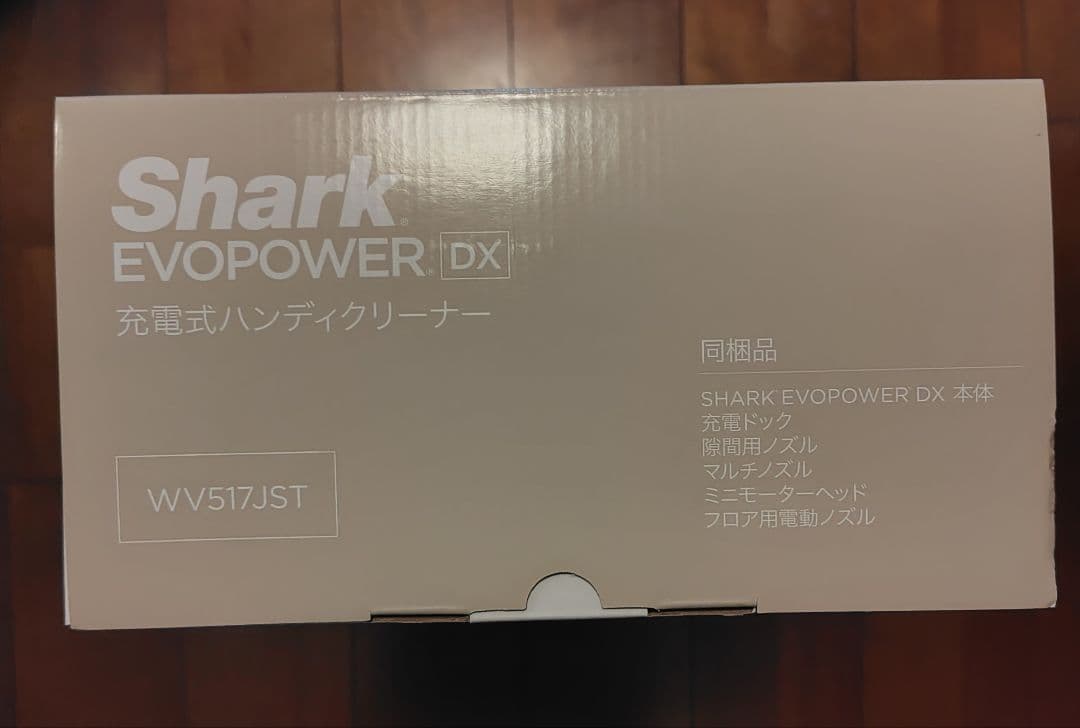 Shark®
EVOPOWER® DX
充電式ハンディクリーナー
同梱品
SHARK™ EVOPOWER™ DX 本体
充電ドック
隙間用ノズル
マルチノズル
ミニモーターヘッド
フロア用電動ノズル
WV517JST